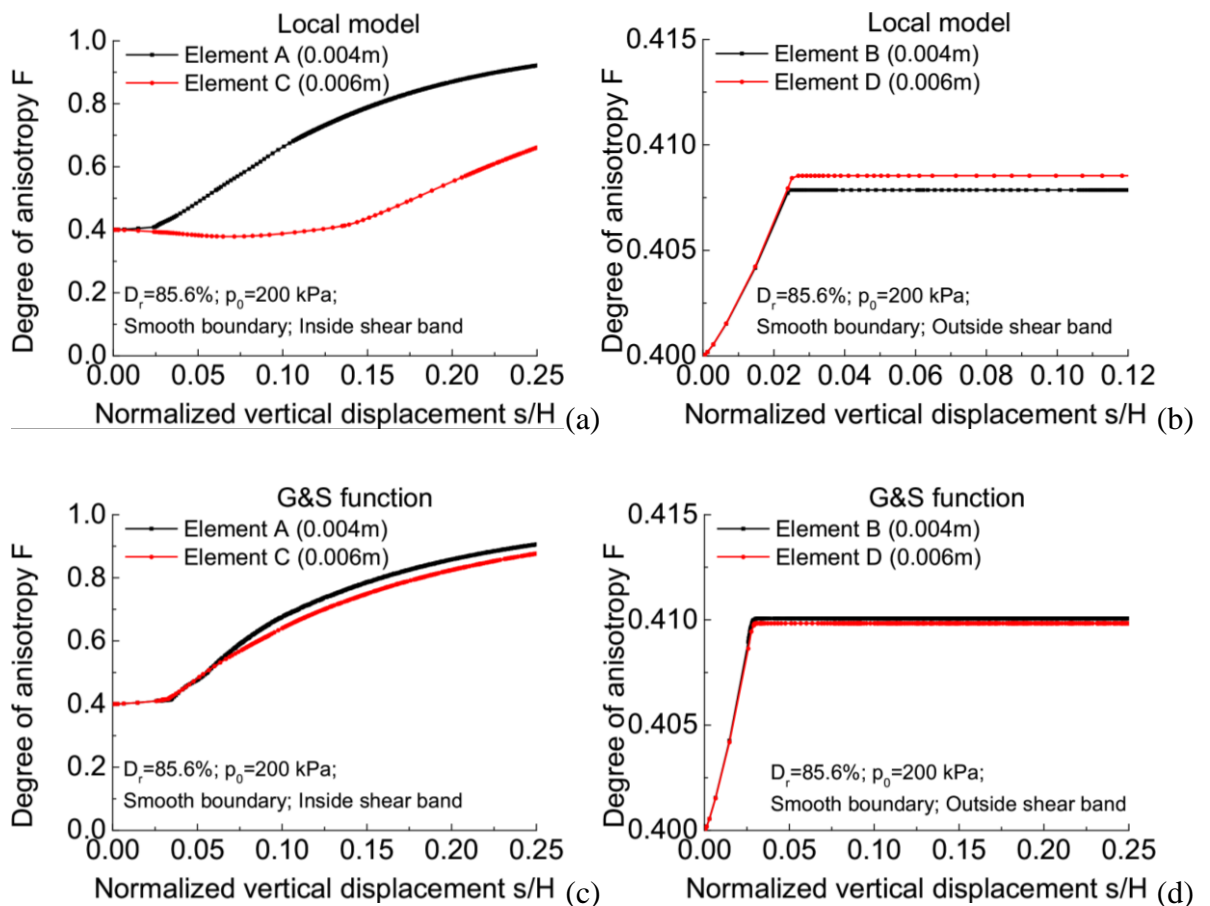 Local model
Element A (0.004m)
Element C (0.006m)
Degree of anisotropy F
1.0
0.8
0.6
0.4
0.2
0.0
D_r=85.6%; p_0=200 kPa;
Smooth boundary; Inside shear band
0.00 0.05 0.10 0.15 0.20 0.25
Normalized vertical displacement s/H (a)
Local model
Element B (0.004m)
Element D (0.006m)
Degree of anisotropy F
0.415
0.410
0.405
0.400
D_r=85.6%; p_0=200 kPa;
Smooth boundary; Outside shear band
0.00 0.02 0.04 0.06 0.08 0.10 0.12
Normalized vertical displacement s/H (b)
G&S function
Element A (0.004m)
Element C (0.006m)
Degree of anisotropy F
1.0
0.8
0.6
0.4
0.2
0.0
D_r=85.6%; p_0=200 kPa;
Smooth boundary; Inside shear band
0.00 0.05 0.10 0.15 0.20 0.25
Normalized vertical displacement s/H (c)
G&S function
Element B (0.004m)
Element D (0.006m)
Degree of anisotropy F
0.415
0.410
0.405
0.400
D_r=85.6%; p_0=200 kPa;
Smooth boundary; Outside shear band
0.00 0.05 0.10 0.15 0.20 0.25
Normalized vertical displacement s/H (d)